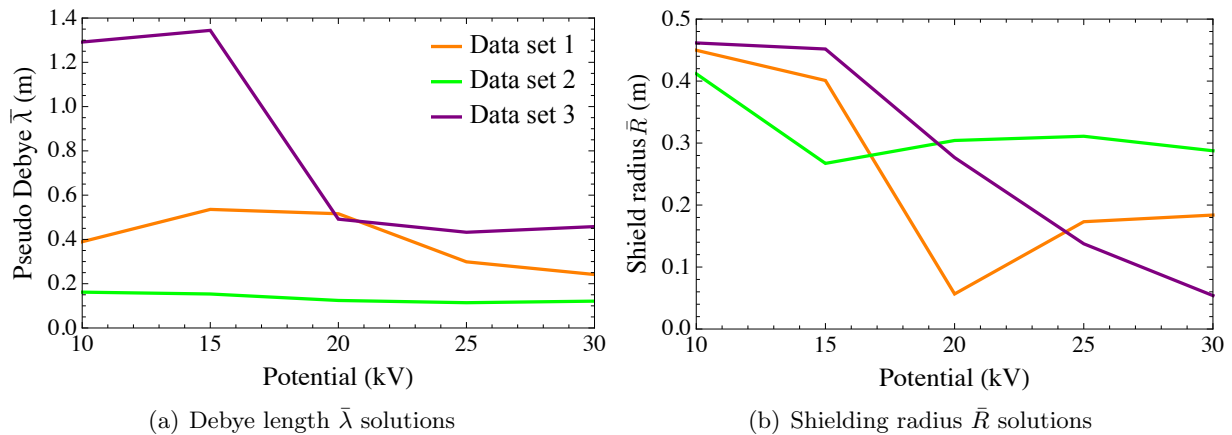 Pseudo Debye λ̄ (m)
1.4
1.2
1.0
0.8
0.6
0.4
0.2
0.0
10 15 20 25 30
Potential (kV)
Data set 1
Data set 2
Data set 3
(a) Debye length λ̄ solutions
Shield radius R̄ (m)
0.5
0.4
0.3
0.2
0.1
0.0
10 15 20 25 30
Potential (kV)
(b) Shielding radius R̄ solutions